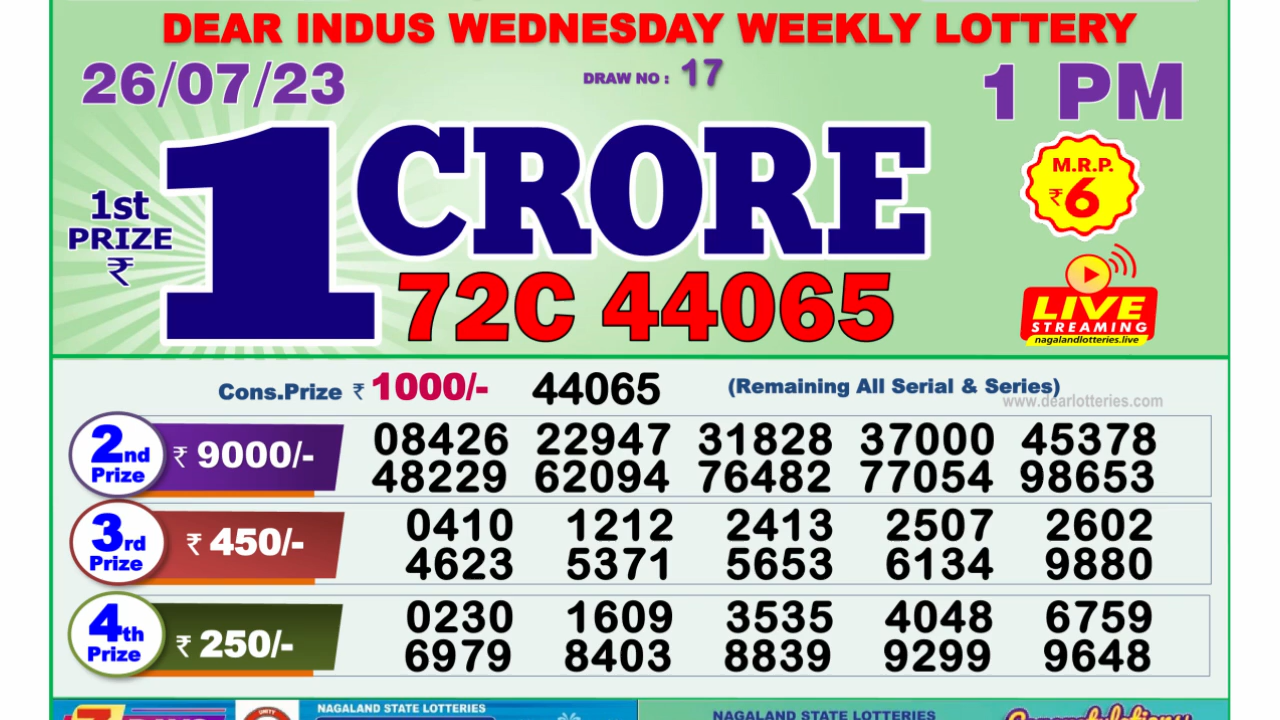 DEAR INDUS WEDNESDAY WEEKLY LOTTERY
26/07/23 DRAW NO : 17 1 PM
1st PRIZE ₹ 1 CRORE
72C 44065
M.R.P.
₹6
LIVE
STREAMING
nagalandlotteries.live
Cons.Prize ₹ 1000/- 44065 (Remaining All Serial & Series)
www.dearlotteries.com
2nd Prize ₹ 9000/-
08426 22947 31828 37000 45378
48229 62094 76482 77054 98653
3rd Prize ₹ 450/-
0410 1212 2413 2507 2602
4623 5371 5653 6134 9880
4th Prize ₹ 250/-
0230 1609 3535 4048 6759
6979 8403 8839 9299 9648
UNITY
NAGALAND STATE LOTTERIES
NAGALAND STATE LOTTERIES